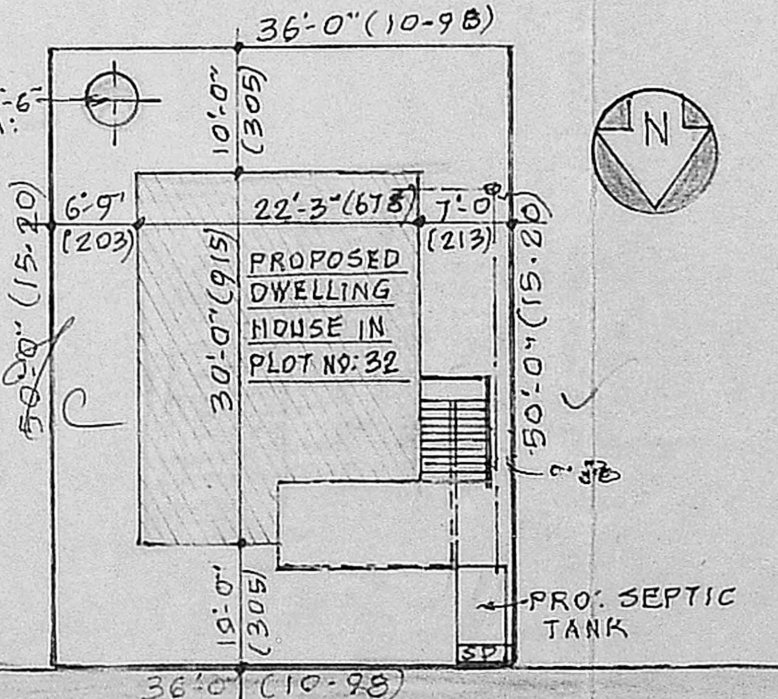 36'-0" (10-98)
10'-0"
(305)
N
50'-0" (15-20)
6'-9'
(203)
22'-3" (678)
7'-0"
(213)
30'-0" (915)
PROPOSED
DWELLING
HOUSE IN
PLOT NO: 32
50'-0" (15-20)
10'-0"
(305)
PRO: SEPTIC
TANK
SP
36'-0" (10-98)